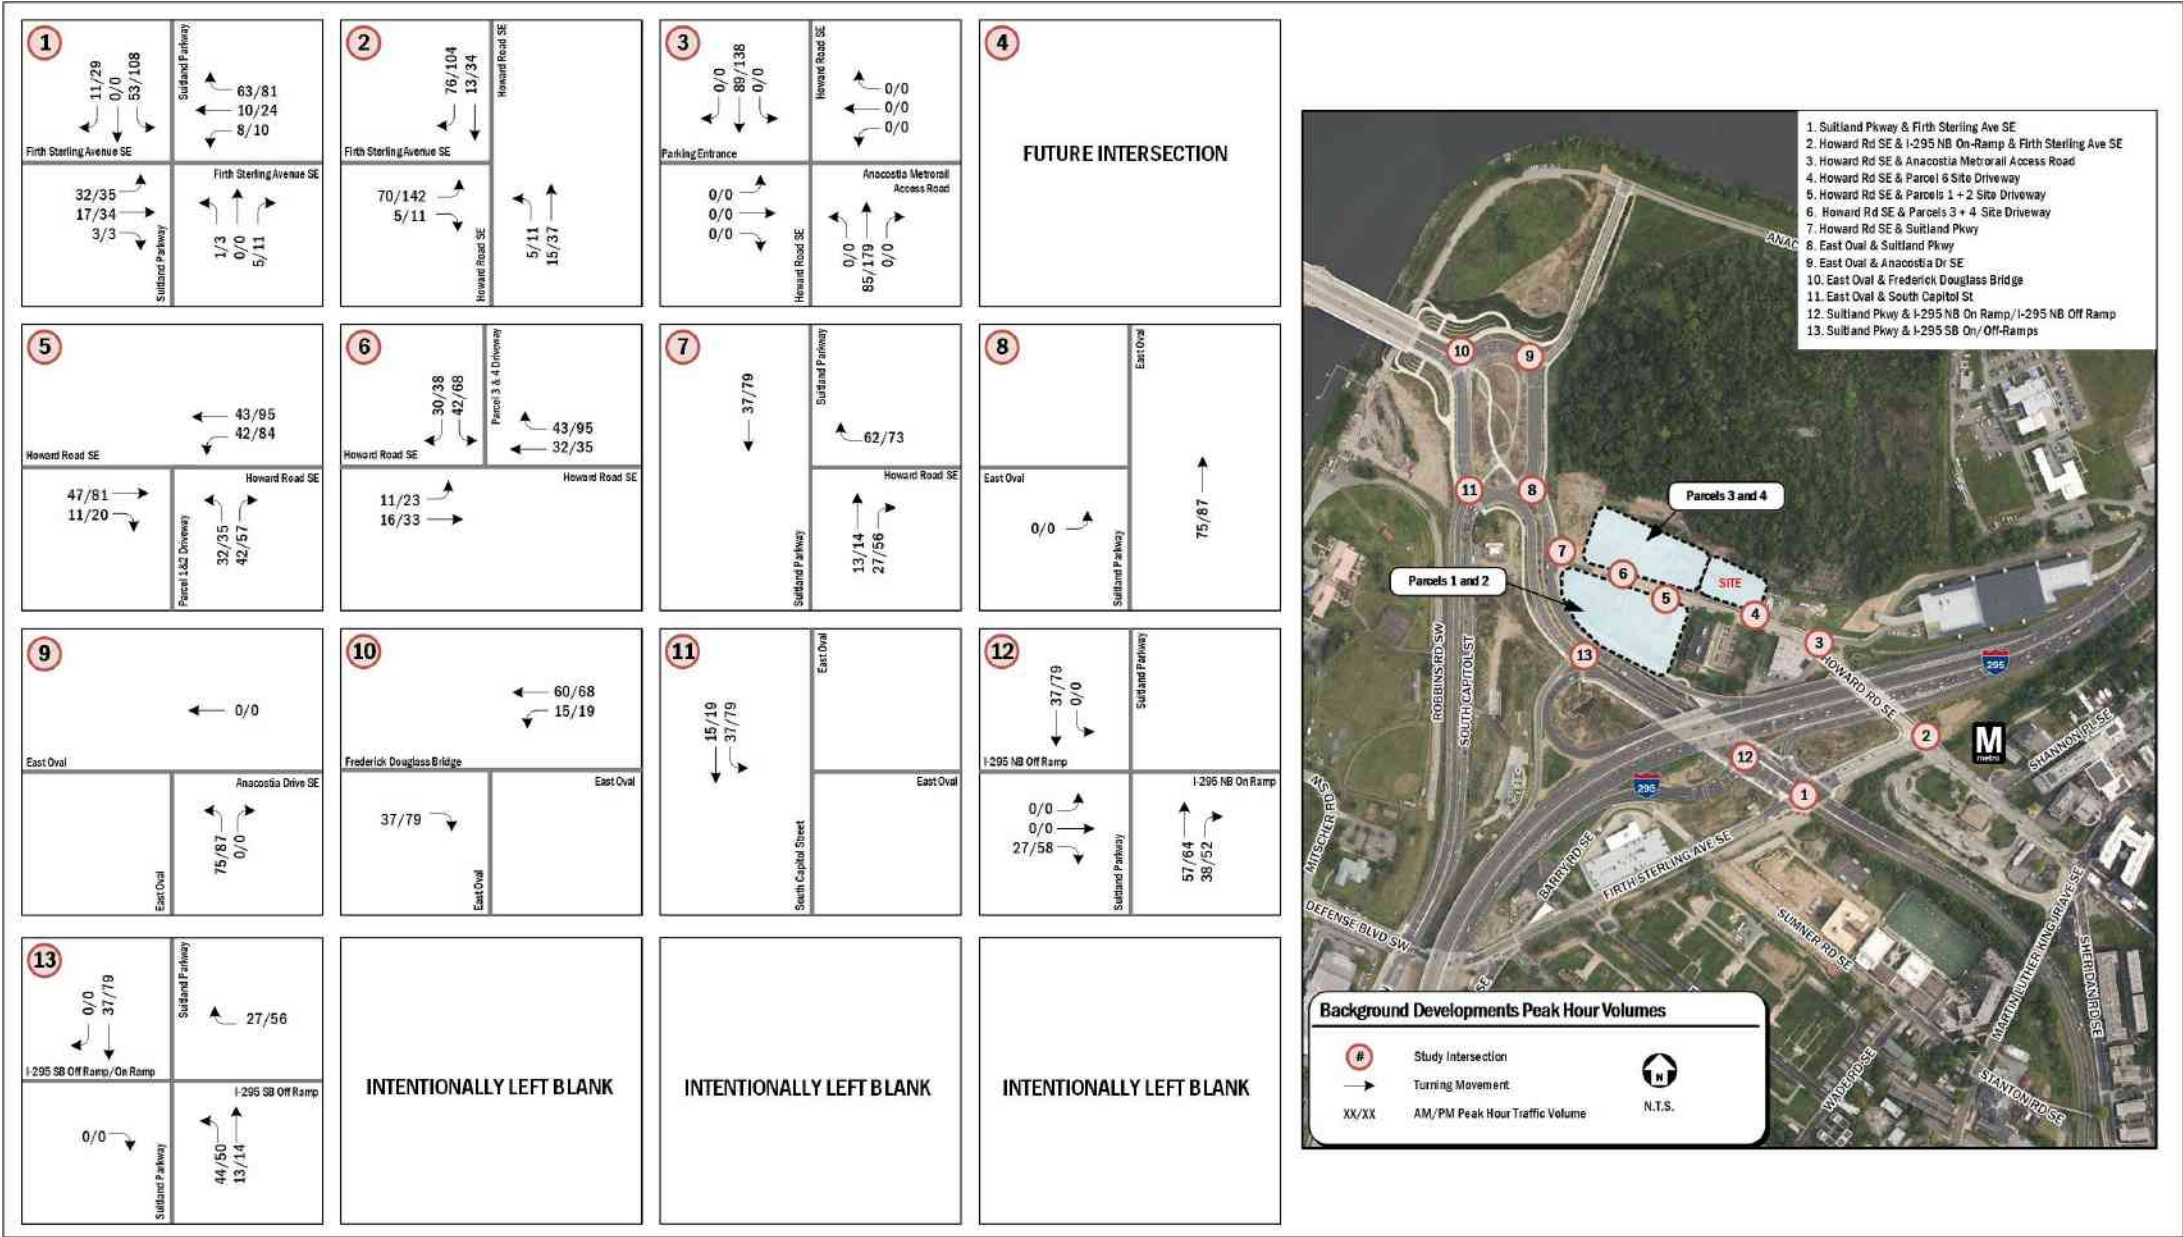 1
11/29
0/0
53/108
Suitland Parkway
63/81
10/24
8/10
Firth Sterling Avenue SE
Firth Sterling Avenue SE
32/35
17/34
3/3
Suitland Parkway
1/3
0/0
5/11
2
76/104
13/34
Howard Road SE
Firth Sterling Avenue SE
70/142
5/11
Howard Road SE
5/11
15/37
3
0/0
89/138
0/0
Howard Road SE
0/0
0/0
0/0
Parking Entrance
Anacostia Metrorail
Access Road
0/0
0/0
0/0
Howard Road SE
0/0
85/179
0/0
4
FUTURE INTERSECTION
5
43/95
42/84
Howard Road SE
Howard Road SE
47/81
11/20
Parcel 1&2 Driveway
32/35
42/57
6
30/38
42/68
Parcel 3 & 4 Driveway
43/95
32/35
Howard Road SE
Howard Road SE
11/23
16/33
7
37/79
Suitland Parkway
62/73
Howard Road SE
Suitland Parkway
13/14
27/56
8
East Oval
East Oval
0/0
Suitland Parkway
75/87
9
0/0
East Oval
Anacostia Drive SE
East Oval
75/87
0/0
10
60/68
15/19
Frederick Douglass Bridge
East Oval
37/79
East Oval
11
15/19
37/79
East Oval
East Oval
South Capitol Street
12
37/79
0/0
Suitland Parkway
I-295 NB Off Ramp
I-295 NB On Ramp
0/0
0/0
27/58
Suitland Parkway
57/64
38/52
13
0/0
37/79
Suitland Parkway
27/56
I-295 SB Off Ramp/On Ramp
I-295 SB Off Ramp
0/0
Suitland Parkway
44/50
13/14
INTENTIONALLY LEFT BLANK
INTENTIONALLY LEFT BLANK
INTENTIONALLY LEFT BLANK
1. Suitland Pkway & Firth Sterling Ave SE
2. Howard Rd SE & I-295 NB On-Ramp & Firth Sterling Ave SE
3. Howard Rd SE & Anacostia Metrorail Access Road
4. Howard Rd SE & Parcel 6 Site Driveway
5. Howard Rd SE & Parcels 1 + 2 Site Driveway
6. Howard Rd SE & Parcels 3 + 4 Site Driveway
7. Howard Rd SE & Suitland Pkwy
8. East Oval & Suitland Pkwy
9. East Oval & Anacostia Dr SE
10. East Oval & Frederick Douglass Bridge
11. East Oval & South Capitol St
12. Suitland Pkwy & I-295 NB On Ramp/I-295 NB Off Ramp
13. Suitland Pkwy & I-295 SB On/Off-Ramps
ANAC
10
9
11
8
Parcels 3 and 4
7
6
SITE
Parcels 1 and 2
5
4
3
13
295
HOWARD RD SE
ROBBINS RD SW
SOUTH CAPITOL ST
2
M
metro
SHANNON PL SE
12
295
1
MS RD
MITSCHER RD
BARRY RD SE
FIRTH STERLING AVE SE
DEFENSE BLVD SW
SUMNER RD SE
MARTIN LUTHER KING JR AVE SE
SHERIDAN RD SE
SE
WADE RD SE
STANTON RD SE
Background Developments Peak Hour Volumes
# Study Intersection
Turning Movement
XX/XX AM/PM Peak Hour Traffic Volume
N
N.T.S.